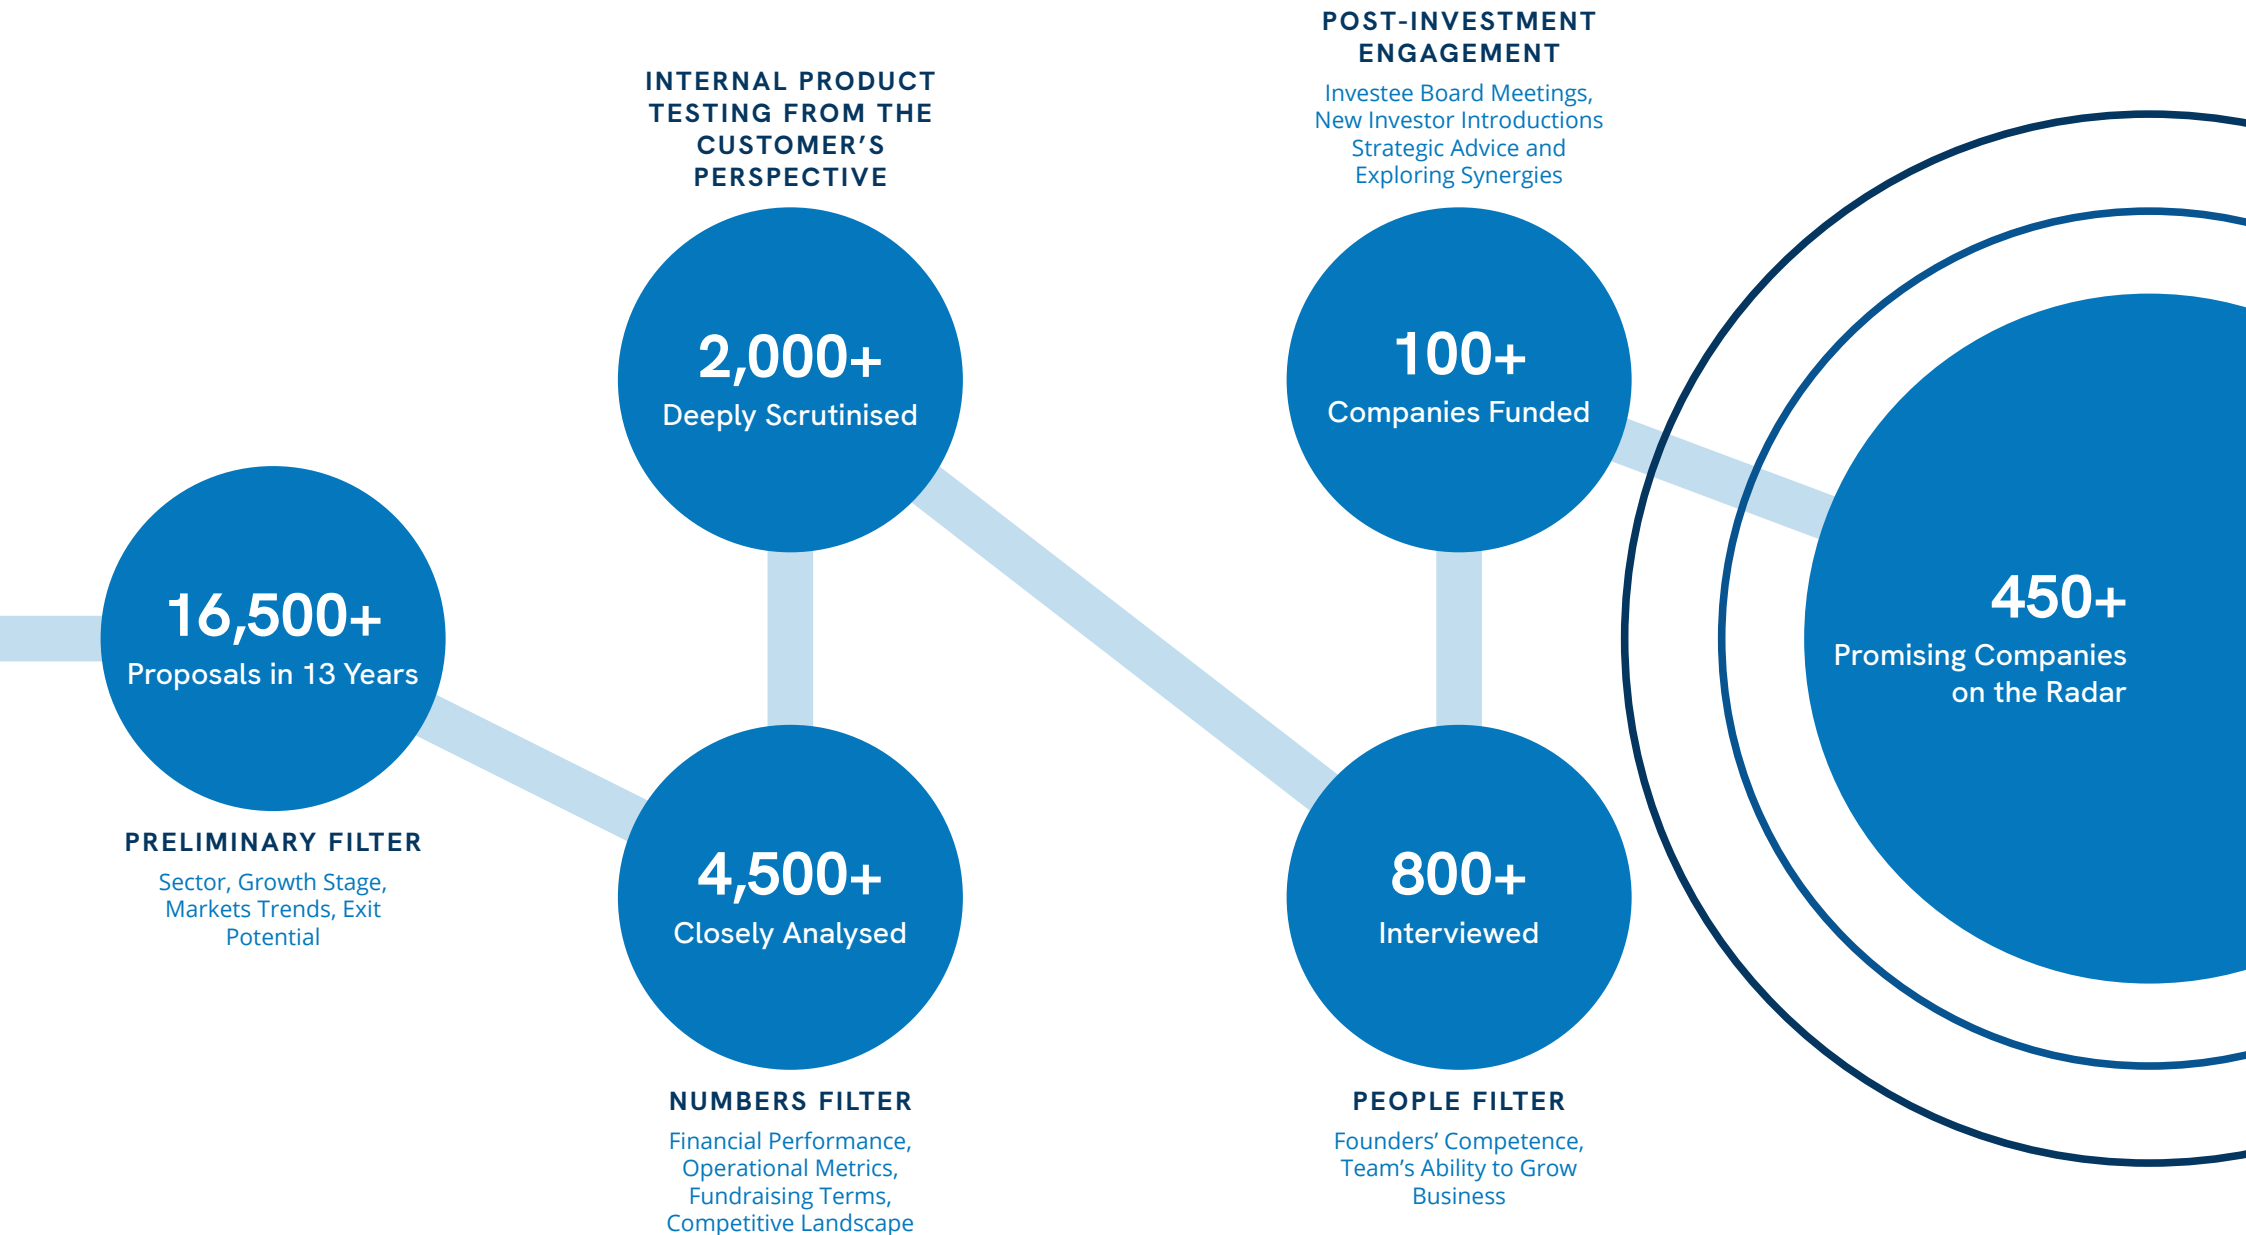 16,500+
Proposals in 13 Years
PRELIMINARY FILTER
Sector, Growth Stage,
Markets Trends, Exit
Potential
4,500+
Closely Analysed
NUMBERS FILTER
Financial Performance,
Operational Metrics,
Fundraising Terms,
Competitive Landscape
INTERNAL PRODUCT
TESTING FROM THE
CUSTOMER’S
PERSPECTIVE
2,000+
Deeply Scrutinised
800+
Interviewed
PEOPLE FILTER
Founders’ Competence,
Team’s Ability to Grow
Business
POST-INVESTMENT
ENGAGEMENT
Investee Board Meetings,
New Investor Introductions
Strategic Advice and
Exploring Synergies
100+
Companies Funded
450+
Promising Companies
on the Radar